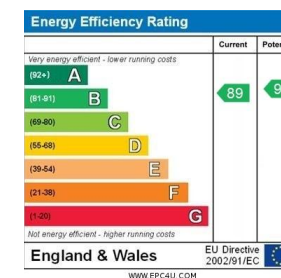 Energy Efficiency Rating
Current
Very energy efficient - lower running costs
(92+) A
(81-91) B
89
(69-80) C
(55-68) D
(39-54) E
(21-38) F
(1-20) G
Not energy efficient - higher running costs
England & Wales
EU Directive
2002/91/EC
WWW.EPC4U.COM